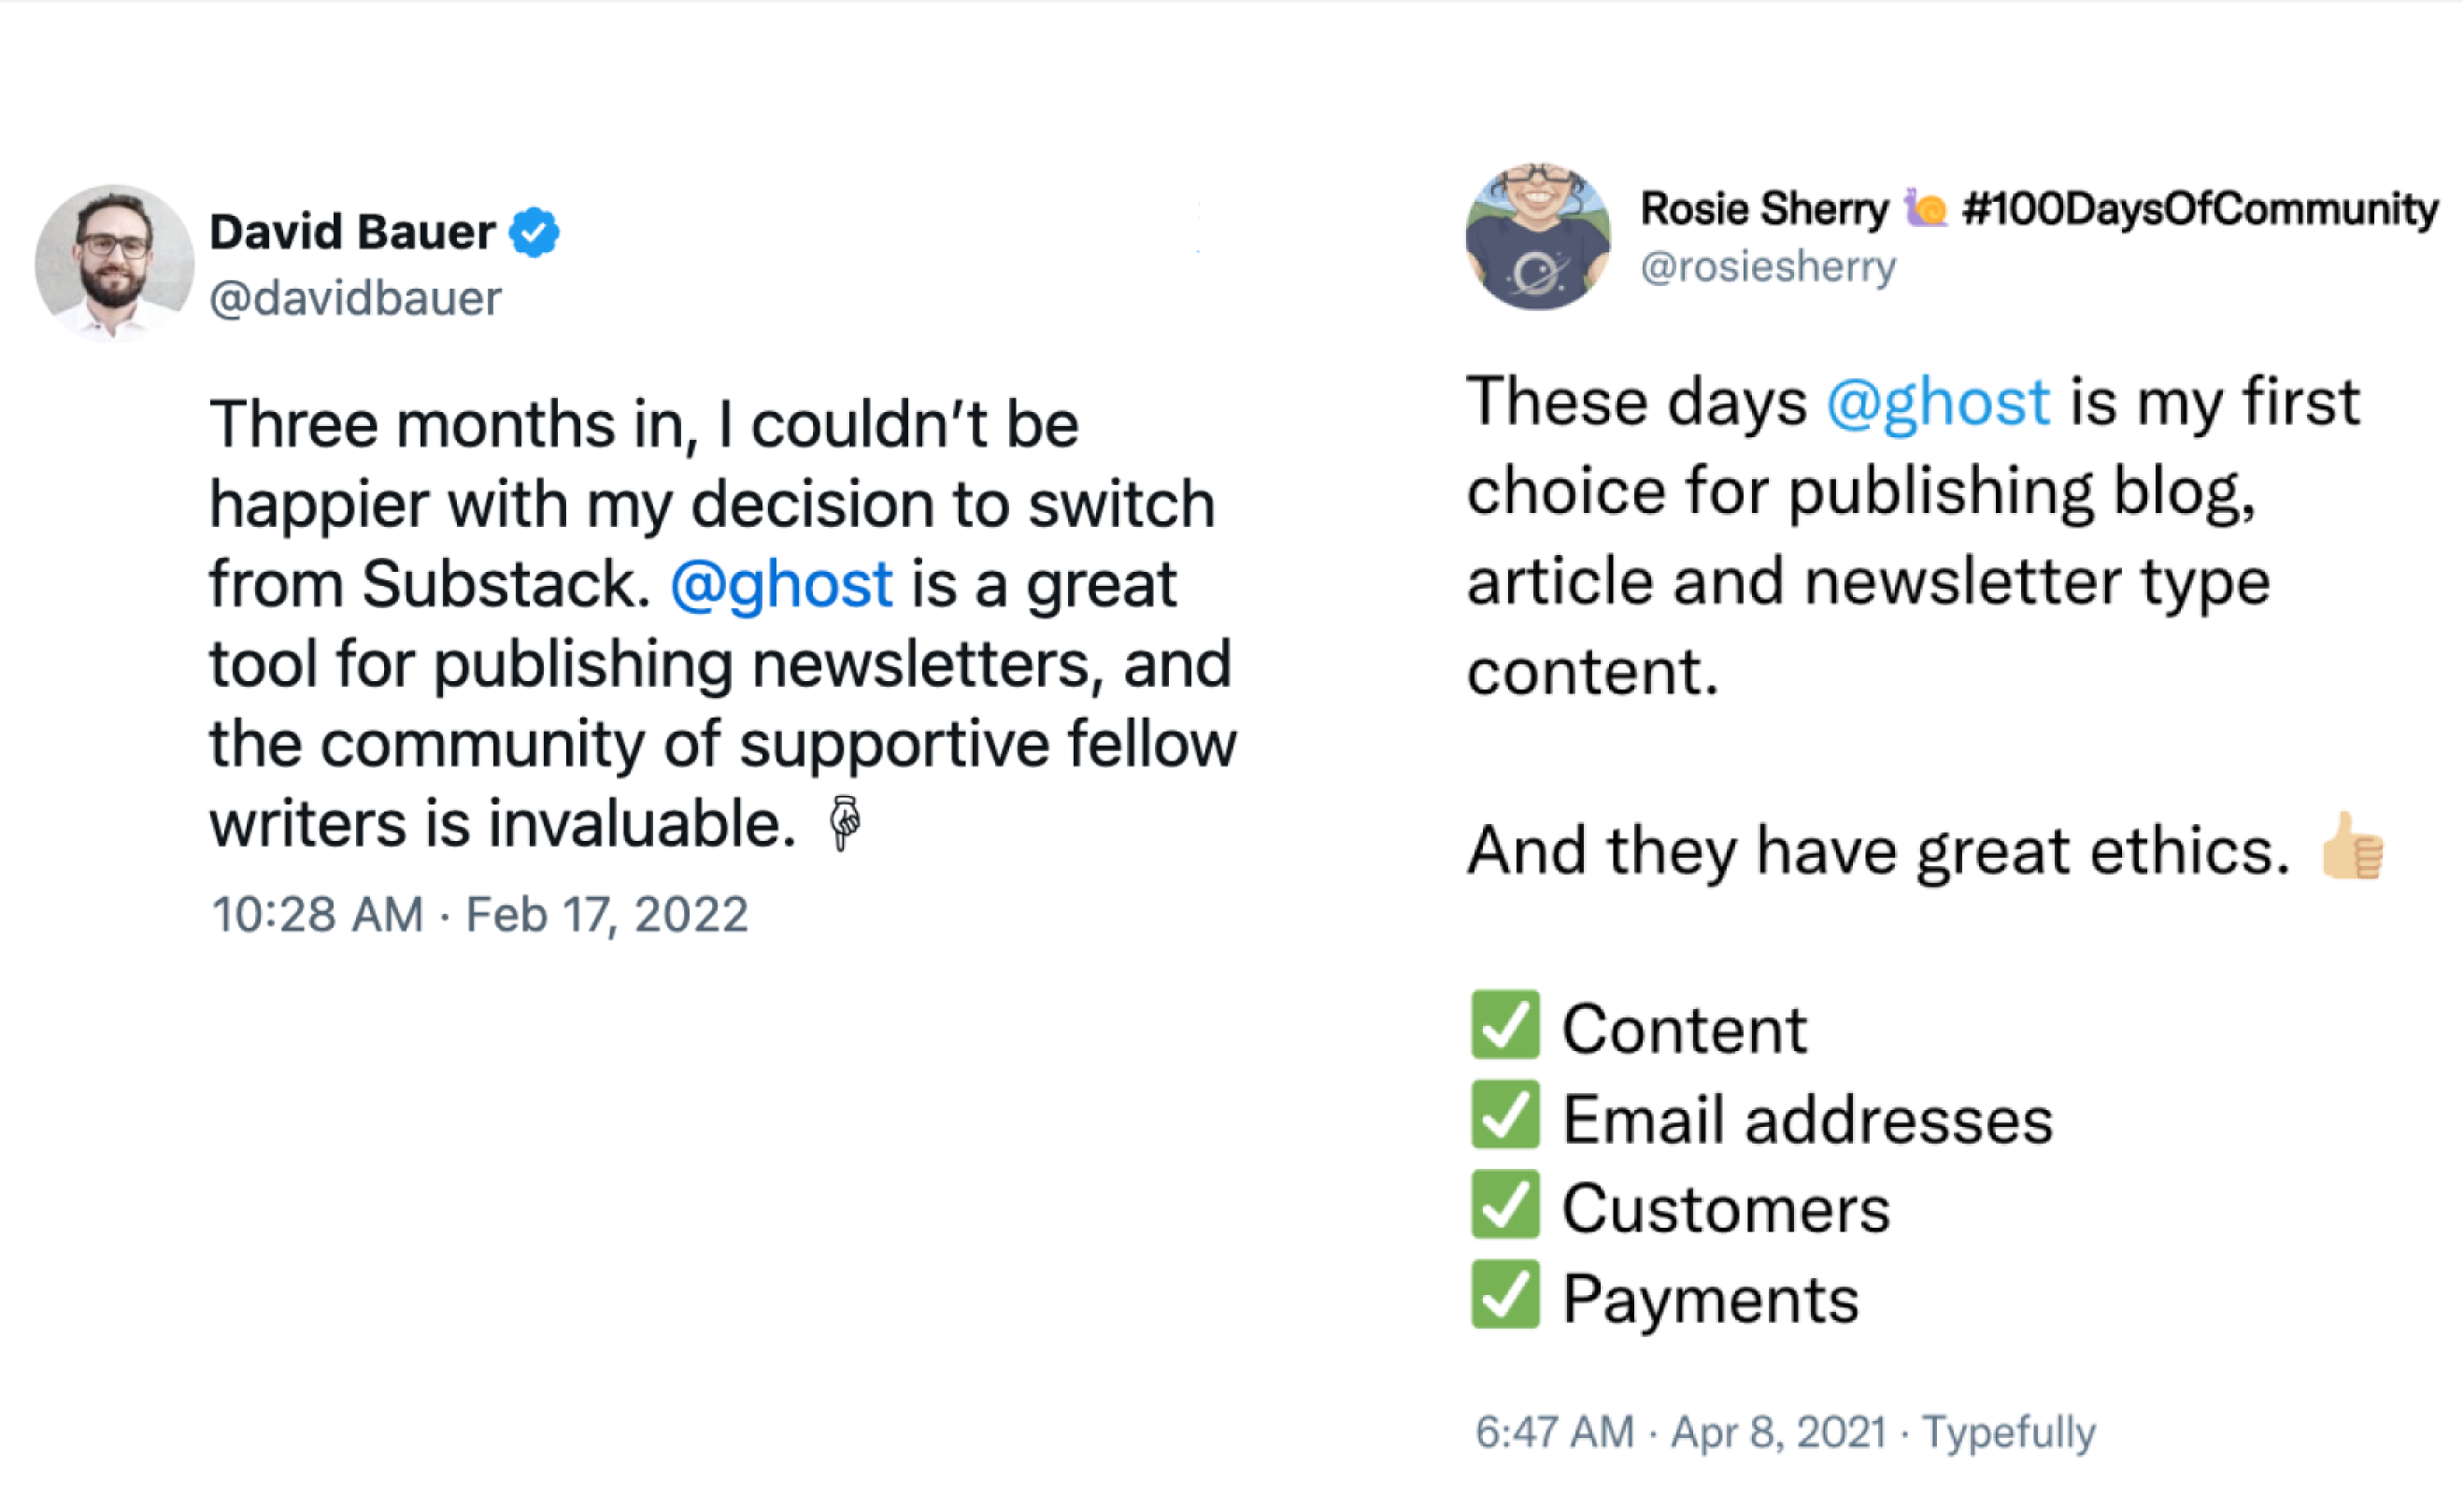 David Bauer
@davidbauer
Three months in, I couldn’t be
happier with my decision to switch
from Substack. @ghost is a great
tool for publishing newsletters, and
the community of supportive fellow
writers is invaluable. 👇
10:28 AM · Feb 17, 2022
Rosie Sherry 🐌 #100DaysOfCommunity
@rosiesherry
These days @ghost is my first
choice for publishing blog,
article and newsletter type
content.
And they have great ethics. 👍🏼
✅ Content
✅ Email addresses
✅ Customers
✅ Payments
6:47 AM · Apr 8, 2021 · Typefully